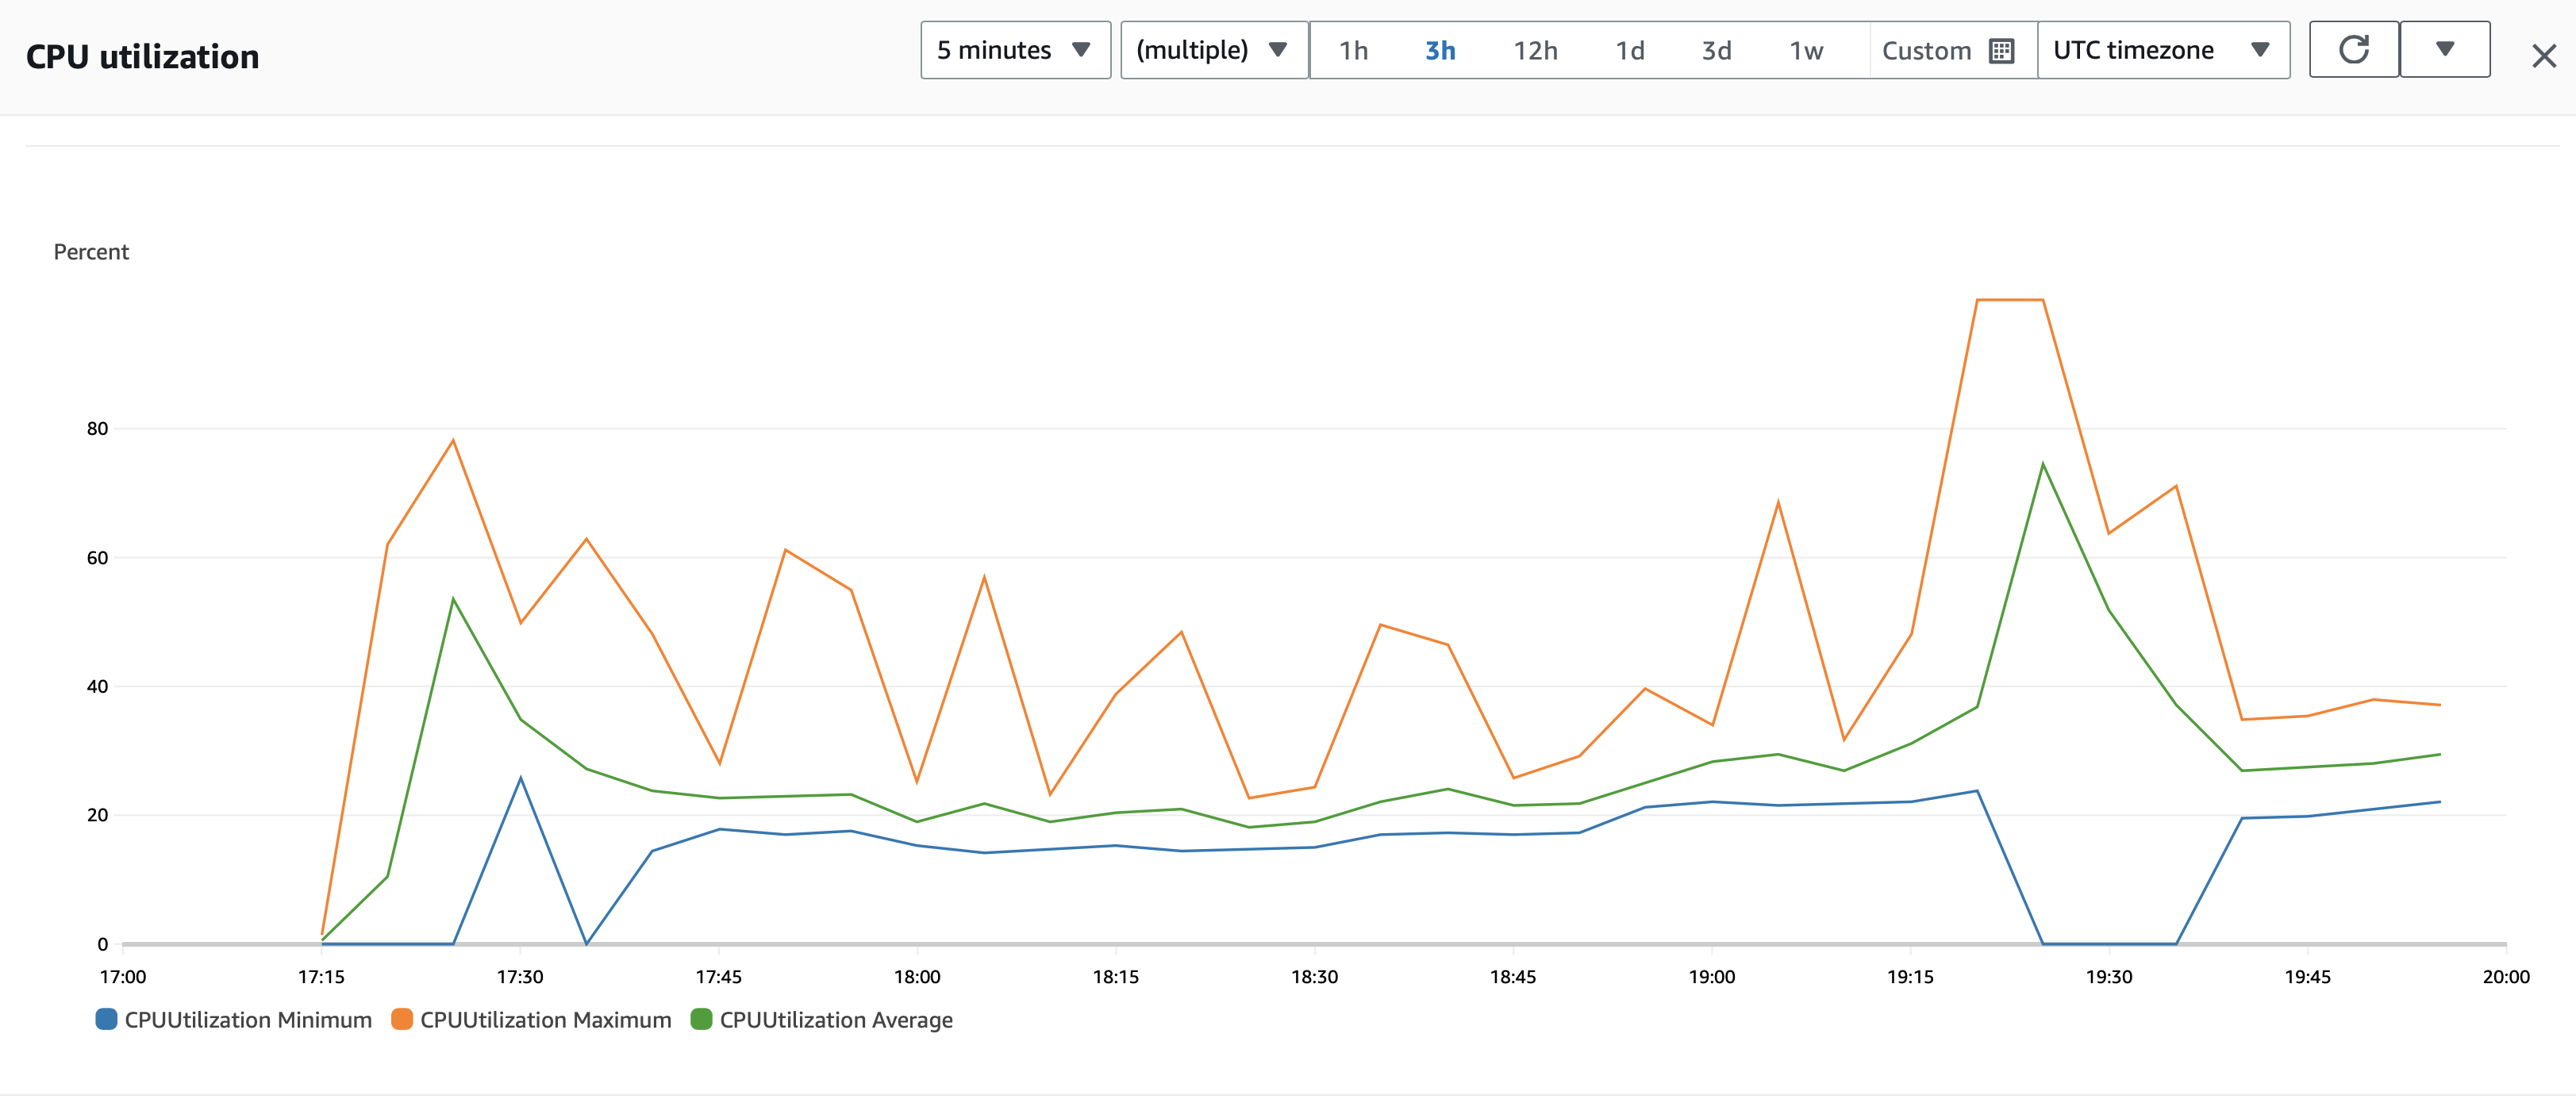 CPU utilization 5 minutes (multiple) 1h 3h 12h 1d 3d 1w Custom UTC timezone
Percent
80
60
40
20
0
17:00 17:15 17:30 17:45 18:00 18:15 18:30 18:45 19:00 19:15 19:30 19:45 20:00
CPUUtilization Minimum CPUUtilization Maximum CPUUtilization Average